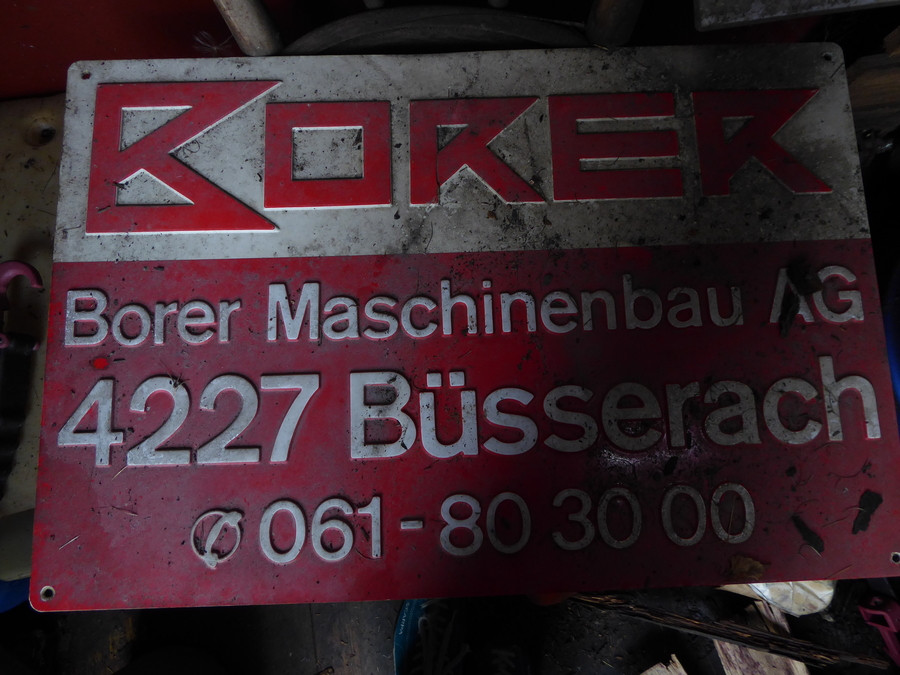 BORER
Borer Maschinenbau AG
4227 Büsserach
✆ 061-80 30 00